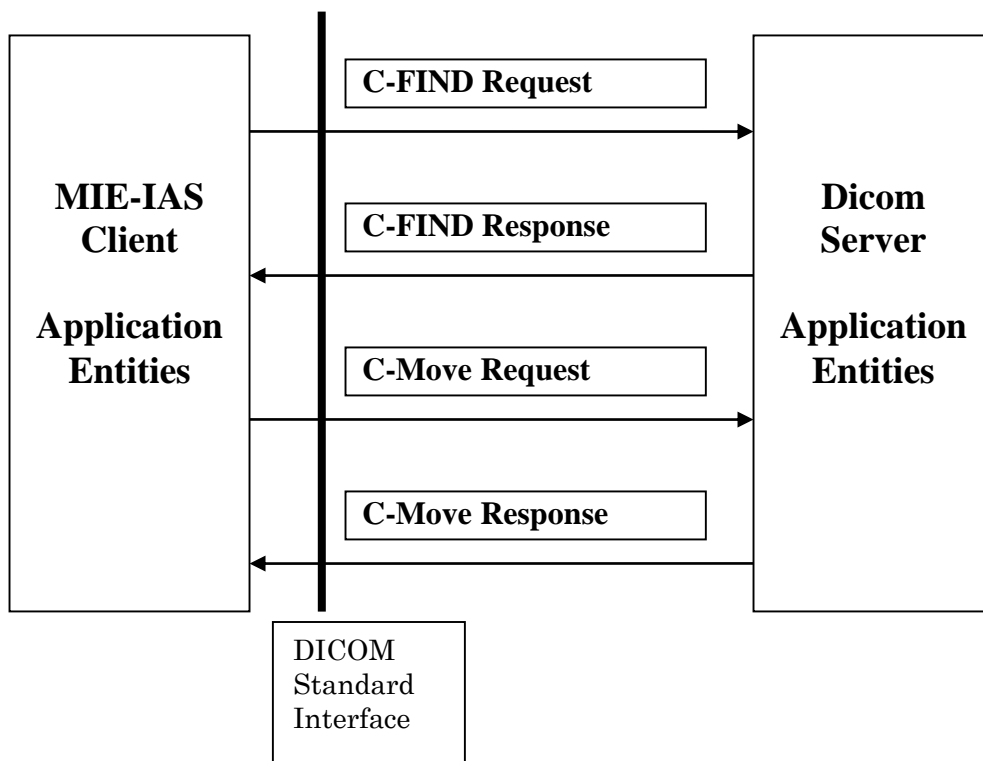 C-FIND Request
MIE-IAS
Client
Application
Entities
C-FIND Response
Dicom
Server
Application
Entities
C-Move Request
C-Move Response
DICOM
Standard
Interface